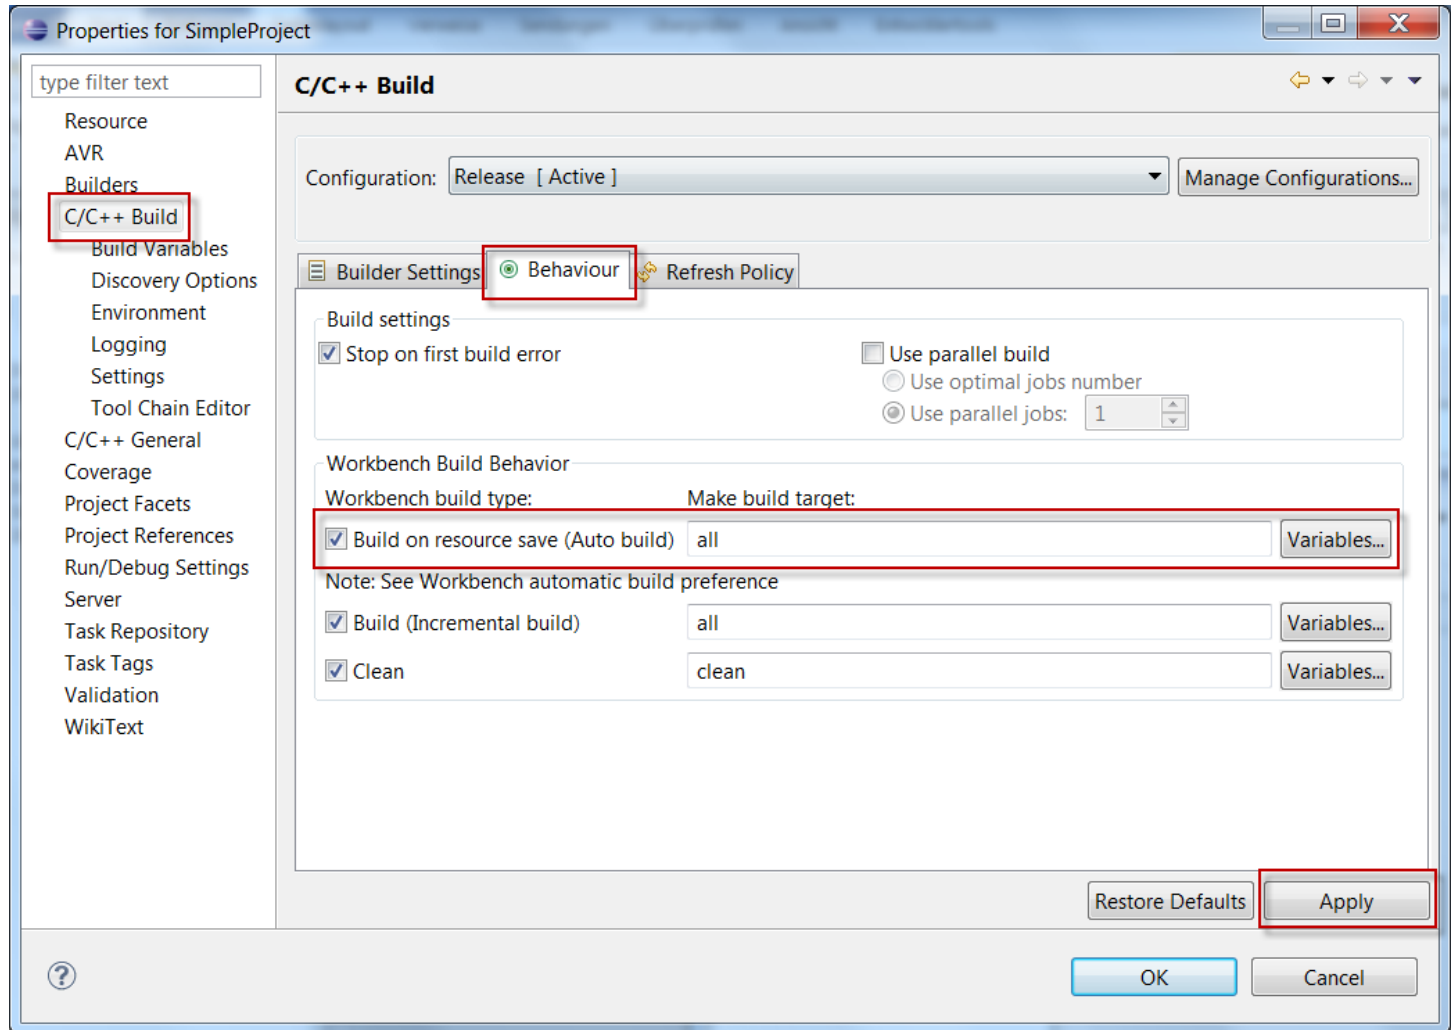 Properties for SimpleProject
type filter text
C/C++ Build
Resource
AVR
Builders
C/C++ Build
Build Variables
Discovery Options
Environment
Logging
Settings
Tool Chain Editor
C/C++ General
Coverage
Project Facets
Project References
Run/Debug Settings
Server
Task Repository
Task Tags
Validation
WikiText
Configuration: Release [ Active ] Manage Configurations...
Builder Settings Behaviour Refresh Policy
Build settings
Stop on first build error Use parallel build
Use optimal jobs number
Use parallel jobs: 1
Workbench Build Behavior
Workbench build type: Make build target:
Build on resource save (Auto build) all Variables...
Note: See Workbench automatic build preference
Build (Incremental build) all Variables...
Clean clean Variables...
Restore Defaults Apply
OK Cancel